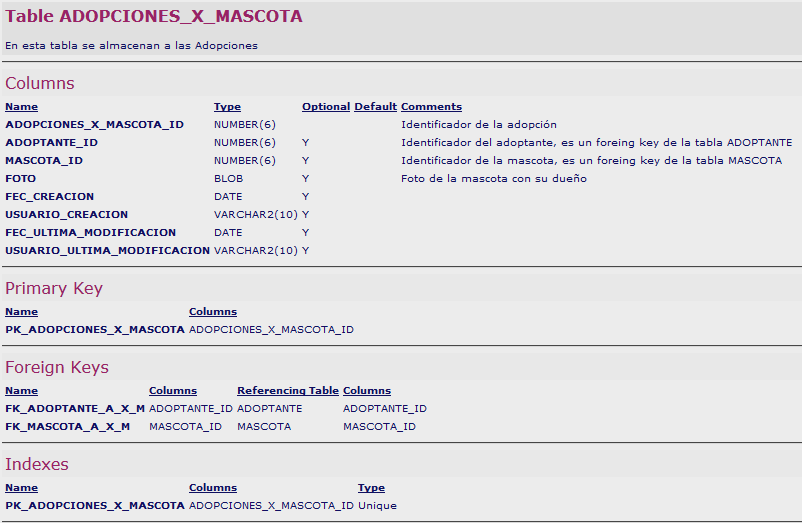 Table ADOPCIONES_X_MASCOTA
En esta tabla se almacenan a las Adopciones
Columns
Name Type Optional Default Comments
ADOPCIONES_X_MASCOTA_ID NUMBER(6) Identificador de la adopción
ADOPTANTE_ID NUMBER(6) Y Identificador del adoptante, es un foreing key de la tabla ADOPTANTE
MASCOTA_ID NUMBER(6) Y Identificador de la mascota, es un foreing key de la tabla MASCOTA
FOTO BLOB Y Foto de la mascota con su dueño
FEC_CREACION DATE Y
USUARIO_CREACION VARCHAR2(10) Y
FEC_ULTIMA_MODIFICACION DATE Y
USUARIO_ULTIMA_MODIFICACION VARCHAR2(10) Y
Primary Key
Name Columns
PK_ADOPCIONES_X_MASCOTA ADOPCIONES_X_MASCOTA_ID
Foreign Keys
Name Columns Referencing Table Columns
FK_ADOPTANTE_A_X_M ADOPTANTE_ID ADOPTANTE ADOPTANTE_ID
FK_MASCOTA_A_X_M MASCOTA_ID MASCOTA MASCOTA_ID
Indexes
Name Columns Type
PK_ADOPCIONES_X_MASCOTA ADOPCIONES_X_MASCOTA_ID Unique